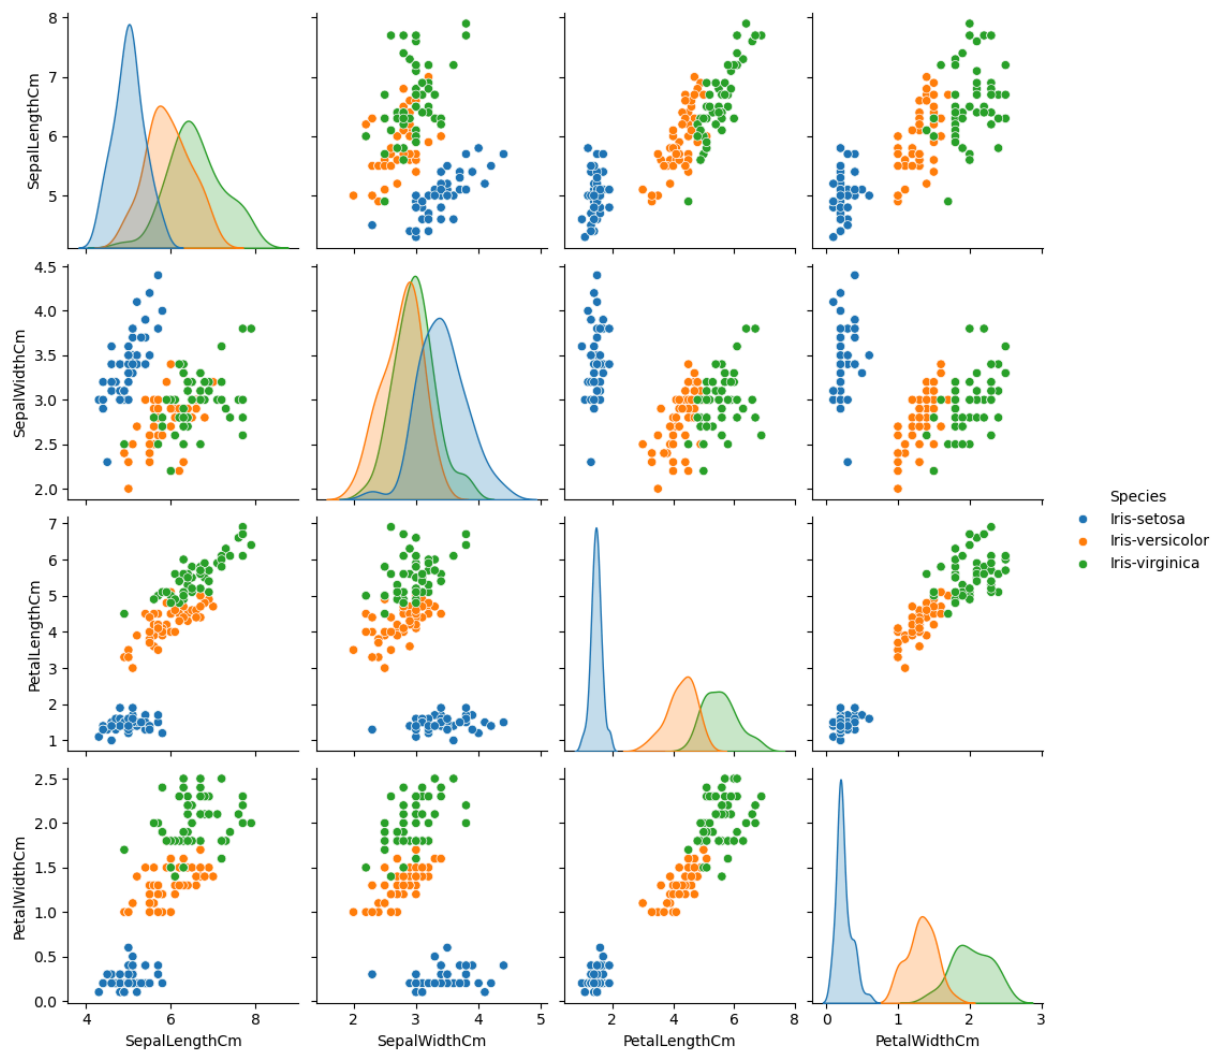 8
7
6
5
SepalLengthCm
4.5
4.0
3.5
3.0
2.5
2.0
SepalWidthCm
Species
Iris-setosa
Iris-versicolor
Iris-virginica
7
6
5
4
3
2
1
PetalLengthCm
2.5
2.0
1.5
1.0
0.5
0.0
PetalWidthCm
4 6 8
SepalLengthCm
2 3 4 5
SepalWidthCm
2 4 6 8
PetalLengthCm
0 1 2 3
PetalWidthCm